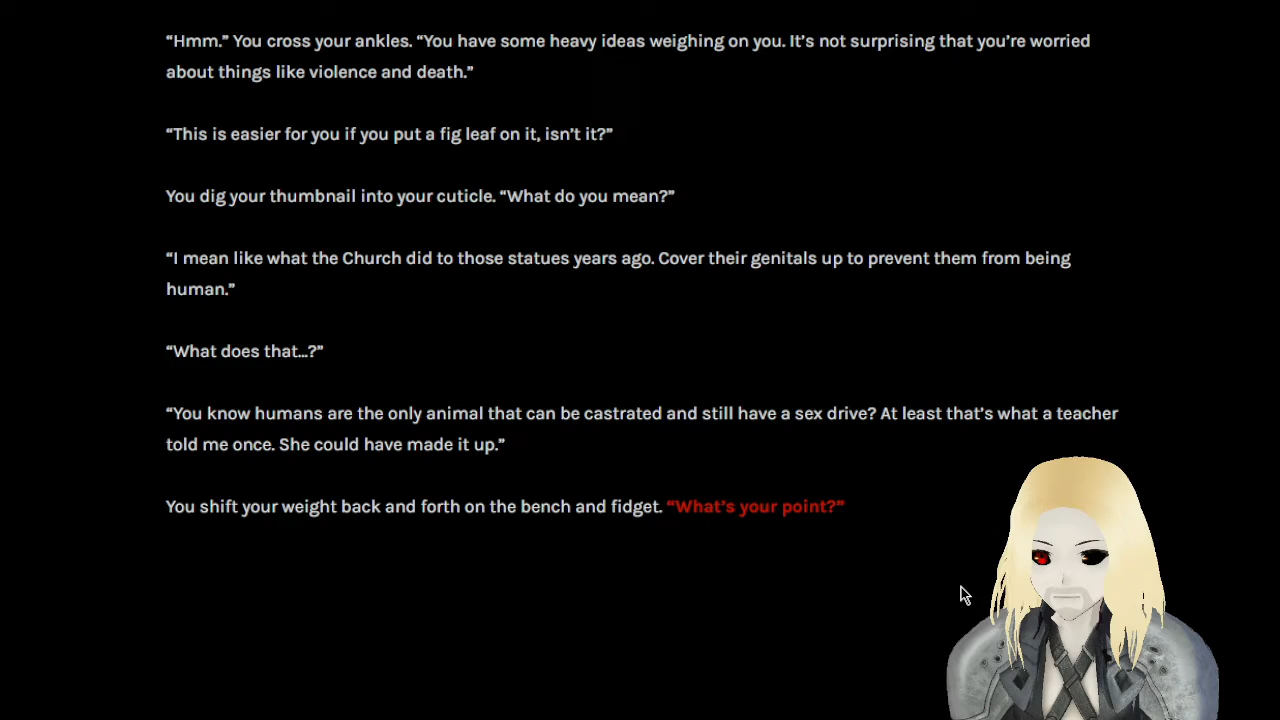 “Hmm.” You cross your ankles. “You have some heavy ideas weighing on you. It’s not surprising that you’re worried
about things like violence and death.”
“This is easier for you if you put a fig leaf on it, isn’t it?”
You dig your thumbnail into your cuticle. “What do you mean?”
“I mean like what the Church did to those statues years ago. Cover their genitals up to prevent them from being
human.”
“What does that…?”
“You know humans are the only animal that can be castrated and still have a sex drive? At least that’s what a teacher
told me once. She could have made it up.”
You shift your weight back and forth on the bench and fidget. “What’s your point?”